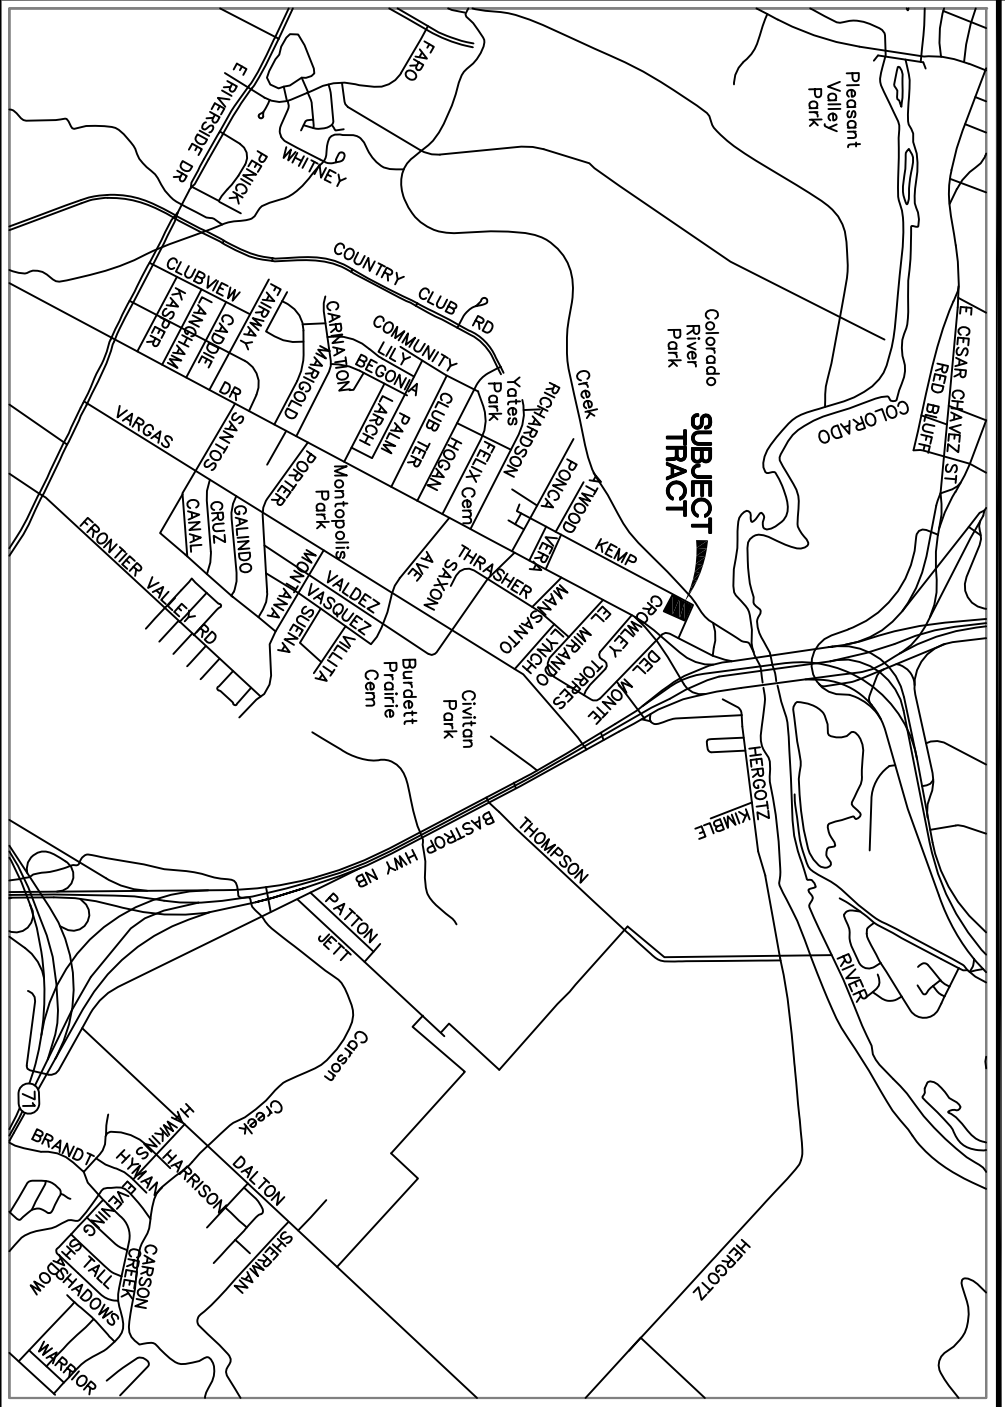 FARO
E RIVERSIDE DR
PENICK
WHITNEY
Pleasant
Valley
Park
COUNTRY CLUB RD
CLUBVIEW
KASPER
LANGHAM
CADDIE
FAIRWAY
DR
CARNATION
MARIGOLD
COMMUNITY
LILY
BEGONIA
LARCH
PALM
CLUB TER
HOGAN
FELIX
Cem
Yates
Park
RICHARDSON
Creek
Colorado
River
Park
E CESAR CHAVEZ ST
RED BLUFF
COLORADO
SUBJECT
TRACT
VARGAS
SANTOS
PORTER
Montopolis
Park
PONCA
ATWOOD
VERA
KEMP
CANAL
CRUZ
GALINDO
FRONTIER VALLEY RD
MONTANA
VALDEZ
VASQUEZ
SUENA
VILLITA
AVE
SAXON
THRASHER
MANSANTO
LYNCH
EL MIRANDO
CROWLEY
TORRES
DEL MONTE
Burdett
Prairie
Cem
Civitan
Park
HERGOTZ
KIMBLE
THOMPSON
BASTROP HWY NB
PATTON
JETT
RIVER
Carson
Creek
71
BRANDT
HAWKINS
HYMAN
HARRISON
DALTON
SHERMAN
EVENING
SHADOW
S
TALL
SHADOWS
CARSON
CREEK
WARRIOR
HERGOTZ